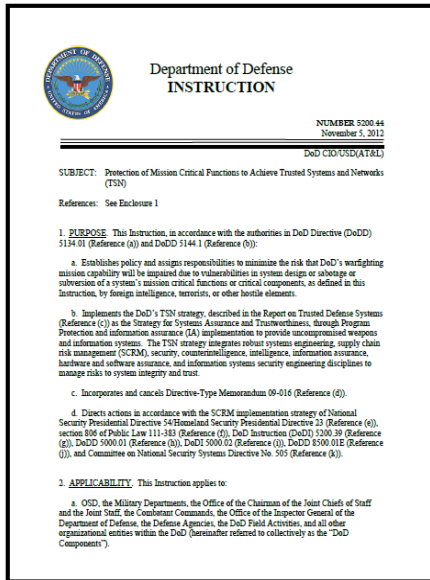 Department of Defense
INSTRUCTION
NUMBER 5200.44
November 5, 2012
DoD CIO/USD(AT&L)
SUBJECT: Protection of Mission Critical Functions to Achieve Trusted Systems and Networks
(TSN)
References: See Enclosure 1
1. PURPOSE. This Instruction, in accordance with the authorities in DoD Directive (DoDD)
5134.01 (Reference (a)) and DoDD 5144.1 (Reference (b)):
a. Establishes policy and assigns responsibilities to minimize the risk that DoD's warfighting
mission capability will be impaired due to vulnerabilities in system design or sabotage or
subversion of a system's mission critical functions or critical components, as defined in this
Instruction, by foreign intelligence, terrorists, or other hostile elements.
b. Implements the DoD's TSN strategy, described in the Report on Trusted Defense Systems
(Reference (c)) as the Strategy for Systems Assurance and Trustworthiness, through Program
Protection and information assurance (IA) implementation to provide uncompromised weapons
and information systems. The TSN strategy integrates robust systems engineering, supply chain
risk management (SCRM), security, counterintelligence, intelligence, information assurance,
hardware and software assurance, and information systems security engineering disciplines to
manage risks to system integrity and trust.
c. Incorporates and cancels Directive-Type Memorandum 09-016 (Reference (d)).
d. Directs actions in accordance with the SCRM implementation strategy of National
Security Presidential Directive 54/Homeland Security Presidential Directive 23 (Reference (e)),
section 806 of Public Law 111-383 (Reference (f)), DoD Instruction (DoDI) 5200.39 (Reference
(g)), DoDD 5000.01 (Reference (h)), DoDI 5000.02 (Reference (i)), DoDD 8500.01E (Reference
(j)), and Committee on National Security Systems Directive No. 505 (Reference (k)).
2. APPLICABILITY. This Instruction applies to:
a. OSD, the Military Departments, the Office of the Chairman of the Joint Chiefs of Staff
and the Joint Staff, the Combatant Commands, the Office of the Inspector General of the
Department of Defense, the Defense Agencies, the DoD Field Activities, and all other
organizational entities within the DoD (hereinafter referred to collectively as the "DoD
Components").
DEPARTMENT OF DEFENSE
UNITED STATES OF AMERICA